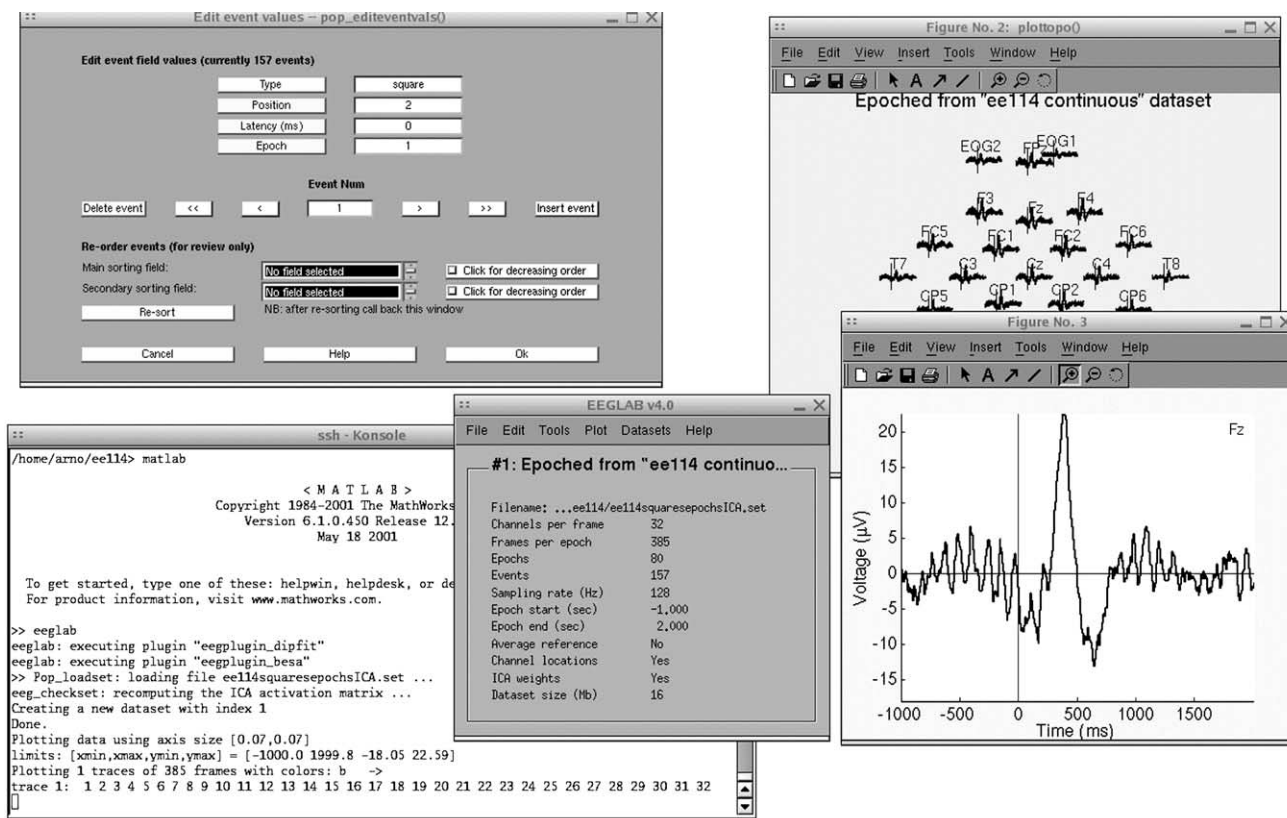 Edit event values -- pop_editeventvals()
Edit event field values (currently 157 events)
Type square
Position 2
Latency (ms) 0
Epoch 1
Event Num
Delete event << < 1 > >> Insert event
Re-order events (for review only)
Main sorting field: No field selected Click for decreasing order
Secondary sorting field: No field selected Click for decreasing order
Re-sort NB: after re-sorting call back this window
Cancel Help Ok
Figure No. 2: plottopo()
File Edit View Insert Tools Window Help
Epoched from "ee114 continuous" dataset
EOG2 FPz EOG1
F3 Fz F4
FC5 FC1 FC2 FC6
T7 C3 Cz C4 T8
CP5 CP1 CP2 CP6
Figure No. 3
File Edit View Insert Tools Window Help
Fz
20
15
10
5
0
-5
-10
-15
Voltage (µV)
-1000 -500 0 500 1000 1500
Time (ms)
EEGLAB v4.0
File Edit Tools Plot Datasets Help
#1: Epoched from "ee114 continuo...
Filename: ...ee114/ee114squaresepochsICA.set
Channels per frame 32
Frames per epoch 385
Epochs 80
Events 157
Sampling rate (Hz) 128
Epoch start (sec) -1.000
Epoch end (sec) 2.000
Average reference No
Channel locations Yes
ICA weights Yes
Dataset size (Mb) 16
ssh - Konsole
/home/arno/ee114> matlab
< M A T L A B >
Copyright 1984-2001 The MathWorks
Version 6.1.0.450 Release 12.
May 18 2001
To get started, type one of these: helpwin, helpdesk, or de
For product information, visit www.mathworks.com.
>> eeglab
eeglab: executing plugin "eegplugin_dipfit"
eeglab: executing plugin "eegplugin_besa"
>> Pop_loadset: loading file ee114squaresepochsICA.set ...
eeg_checkset: recomputing the ICA activation matrix ...
Creating a new dataset with index 1
Done.
Plotting data using axis size [0.07,0.07]
limits: [xmin,xmax,ymin,ymax] = [-1000.0 1999.8 -18.05 22.59]
Plotting 1 traces of 385 frames with colors: b ->
trace 1: 1 2 3 4 5 6 7 8 9 10 11 12 13 14 15 16 17 18 19 20 21 22 23 24 25 26 27 28 29 30 31 32